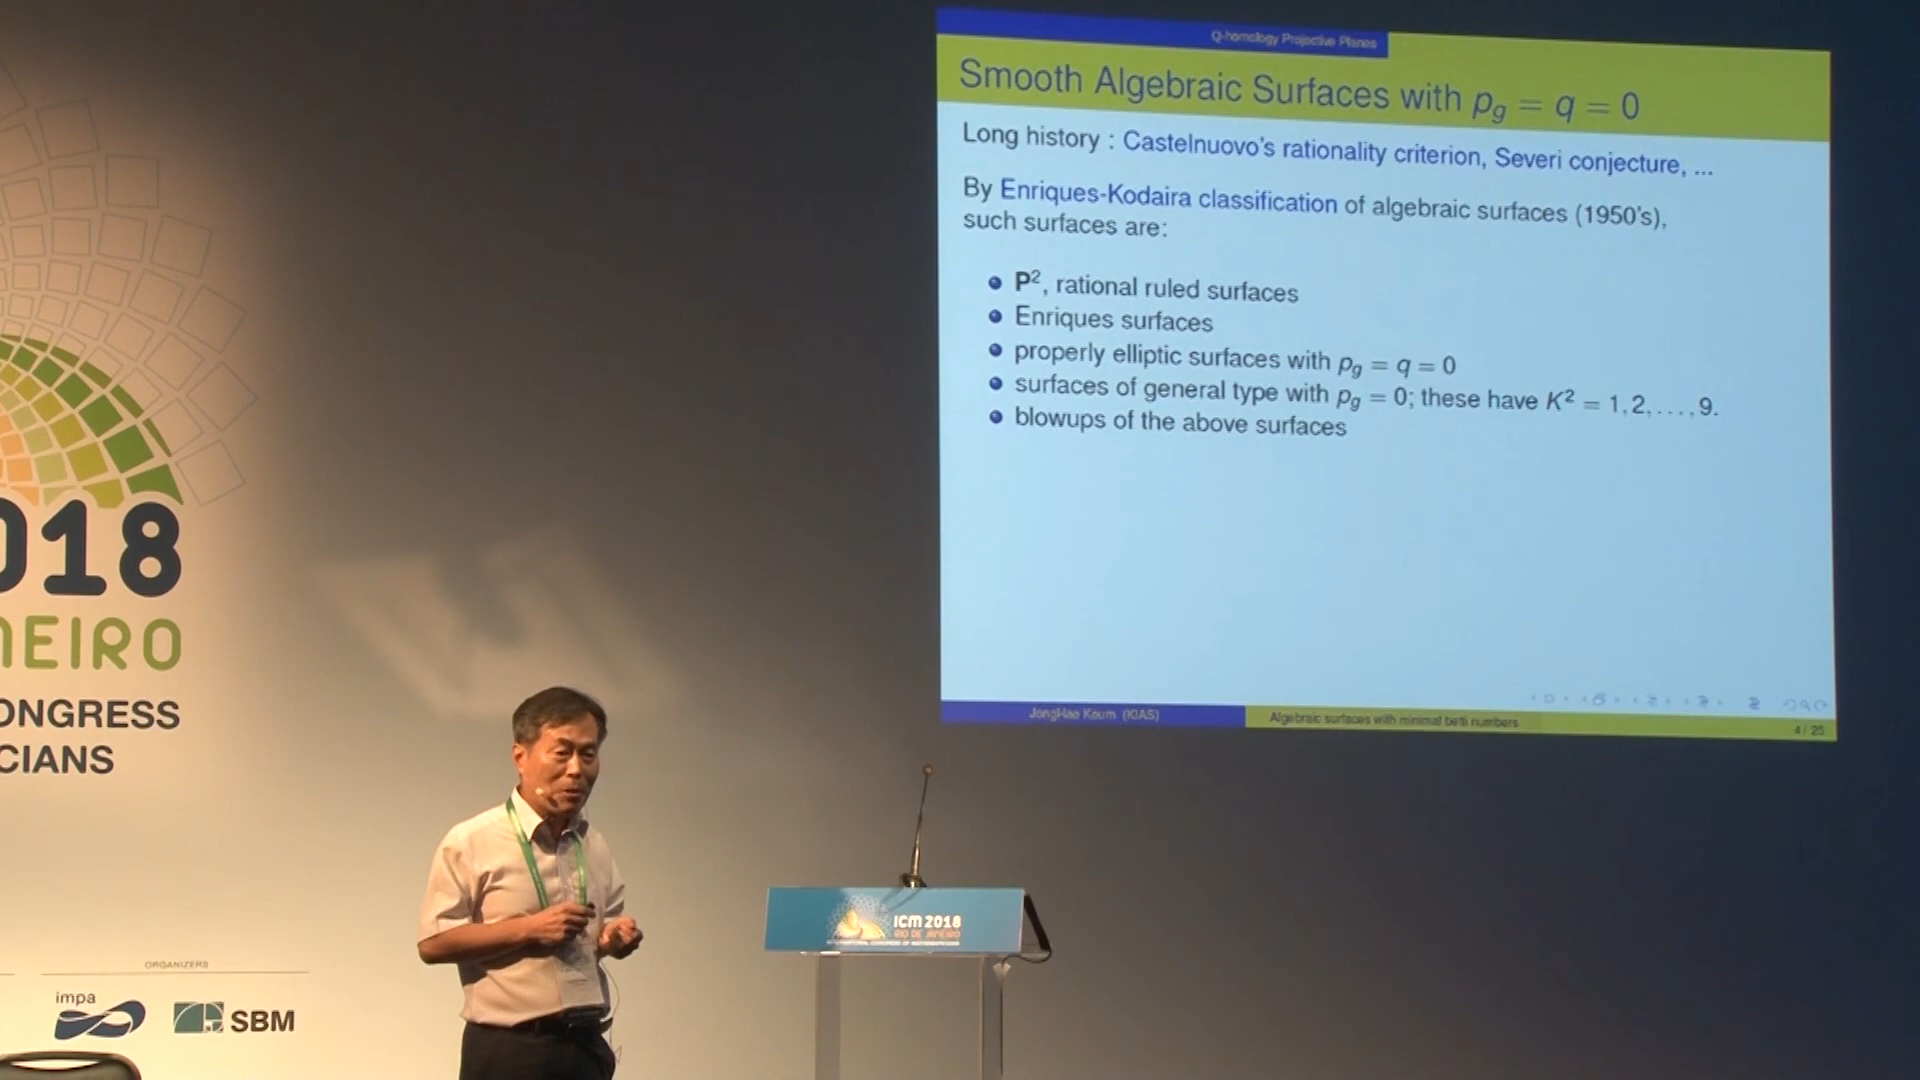 Q-homology Projective Planes
Smooth Algebraic Surfaces with p_g = q = 0
Long history : Castelnuovo's rationality criterion, Severi conjecture, ...
By Enriques-Kodaira classification of algebraic surfaces (1950's),
such surfaces are:
P², rational ruled surfaces
Enriques surfaces
properly elliptic surfaces with p_g = q = 0
surfaces of general type with p_g = 0; these have K² = 1, 2, . . . , 9.
blowups of the above surfaces
JongHae Keum (KIAS)
Algebraic surfaces with minimal betti numbers
4 / 25
018
NEIRO
ONGRESS
CIANS
ORGANIZERS
impa
SBM
ICM 2018
RIO DE JANEIRO
INTERNATIONAL CONGRESS OF MATHEMATICIANS